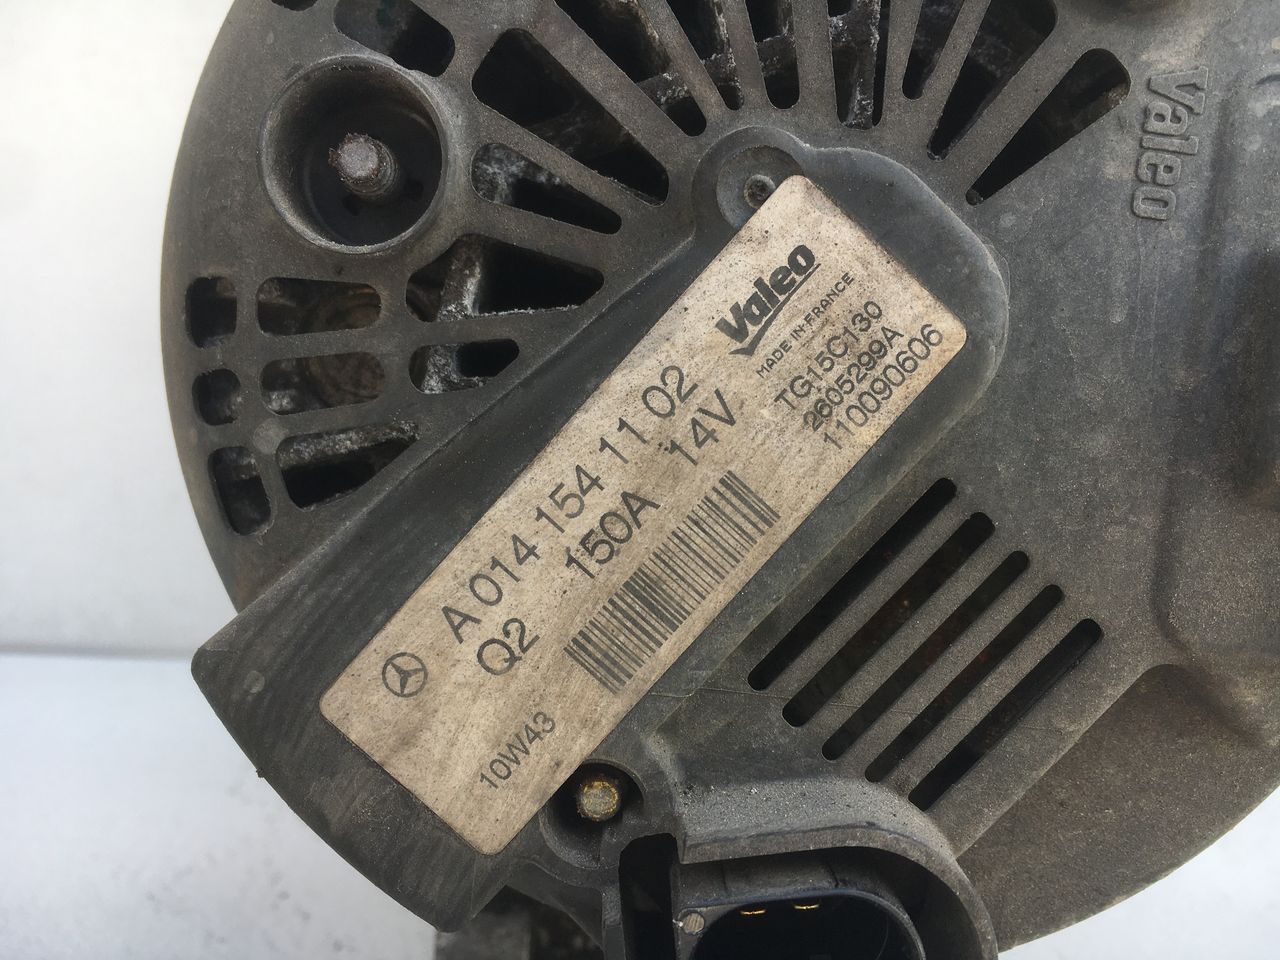 Valeo
Valeo
MADE IN FRANCE
TG15C130
2605299A
110090606
A 014 154 11 02
Q2 150A 14V
10W43